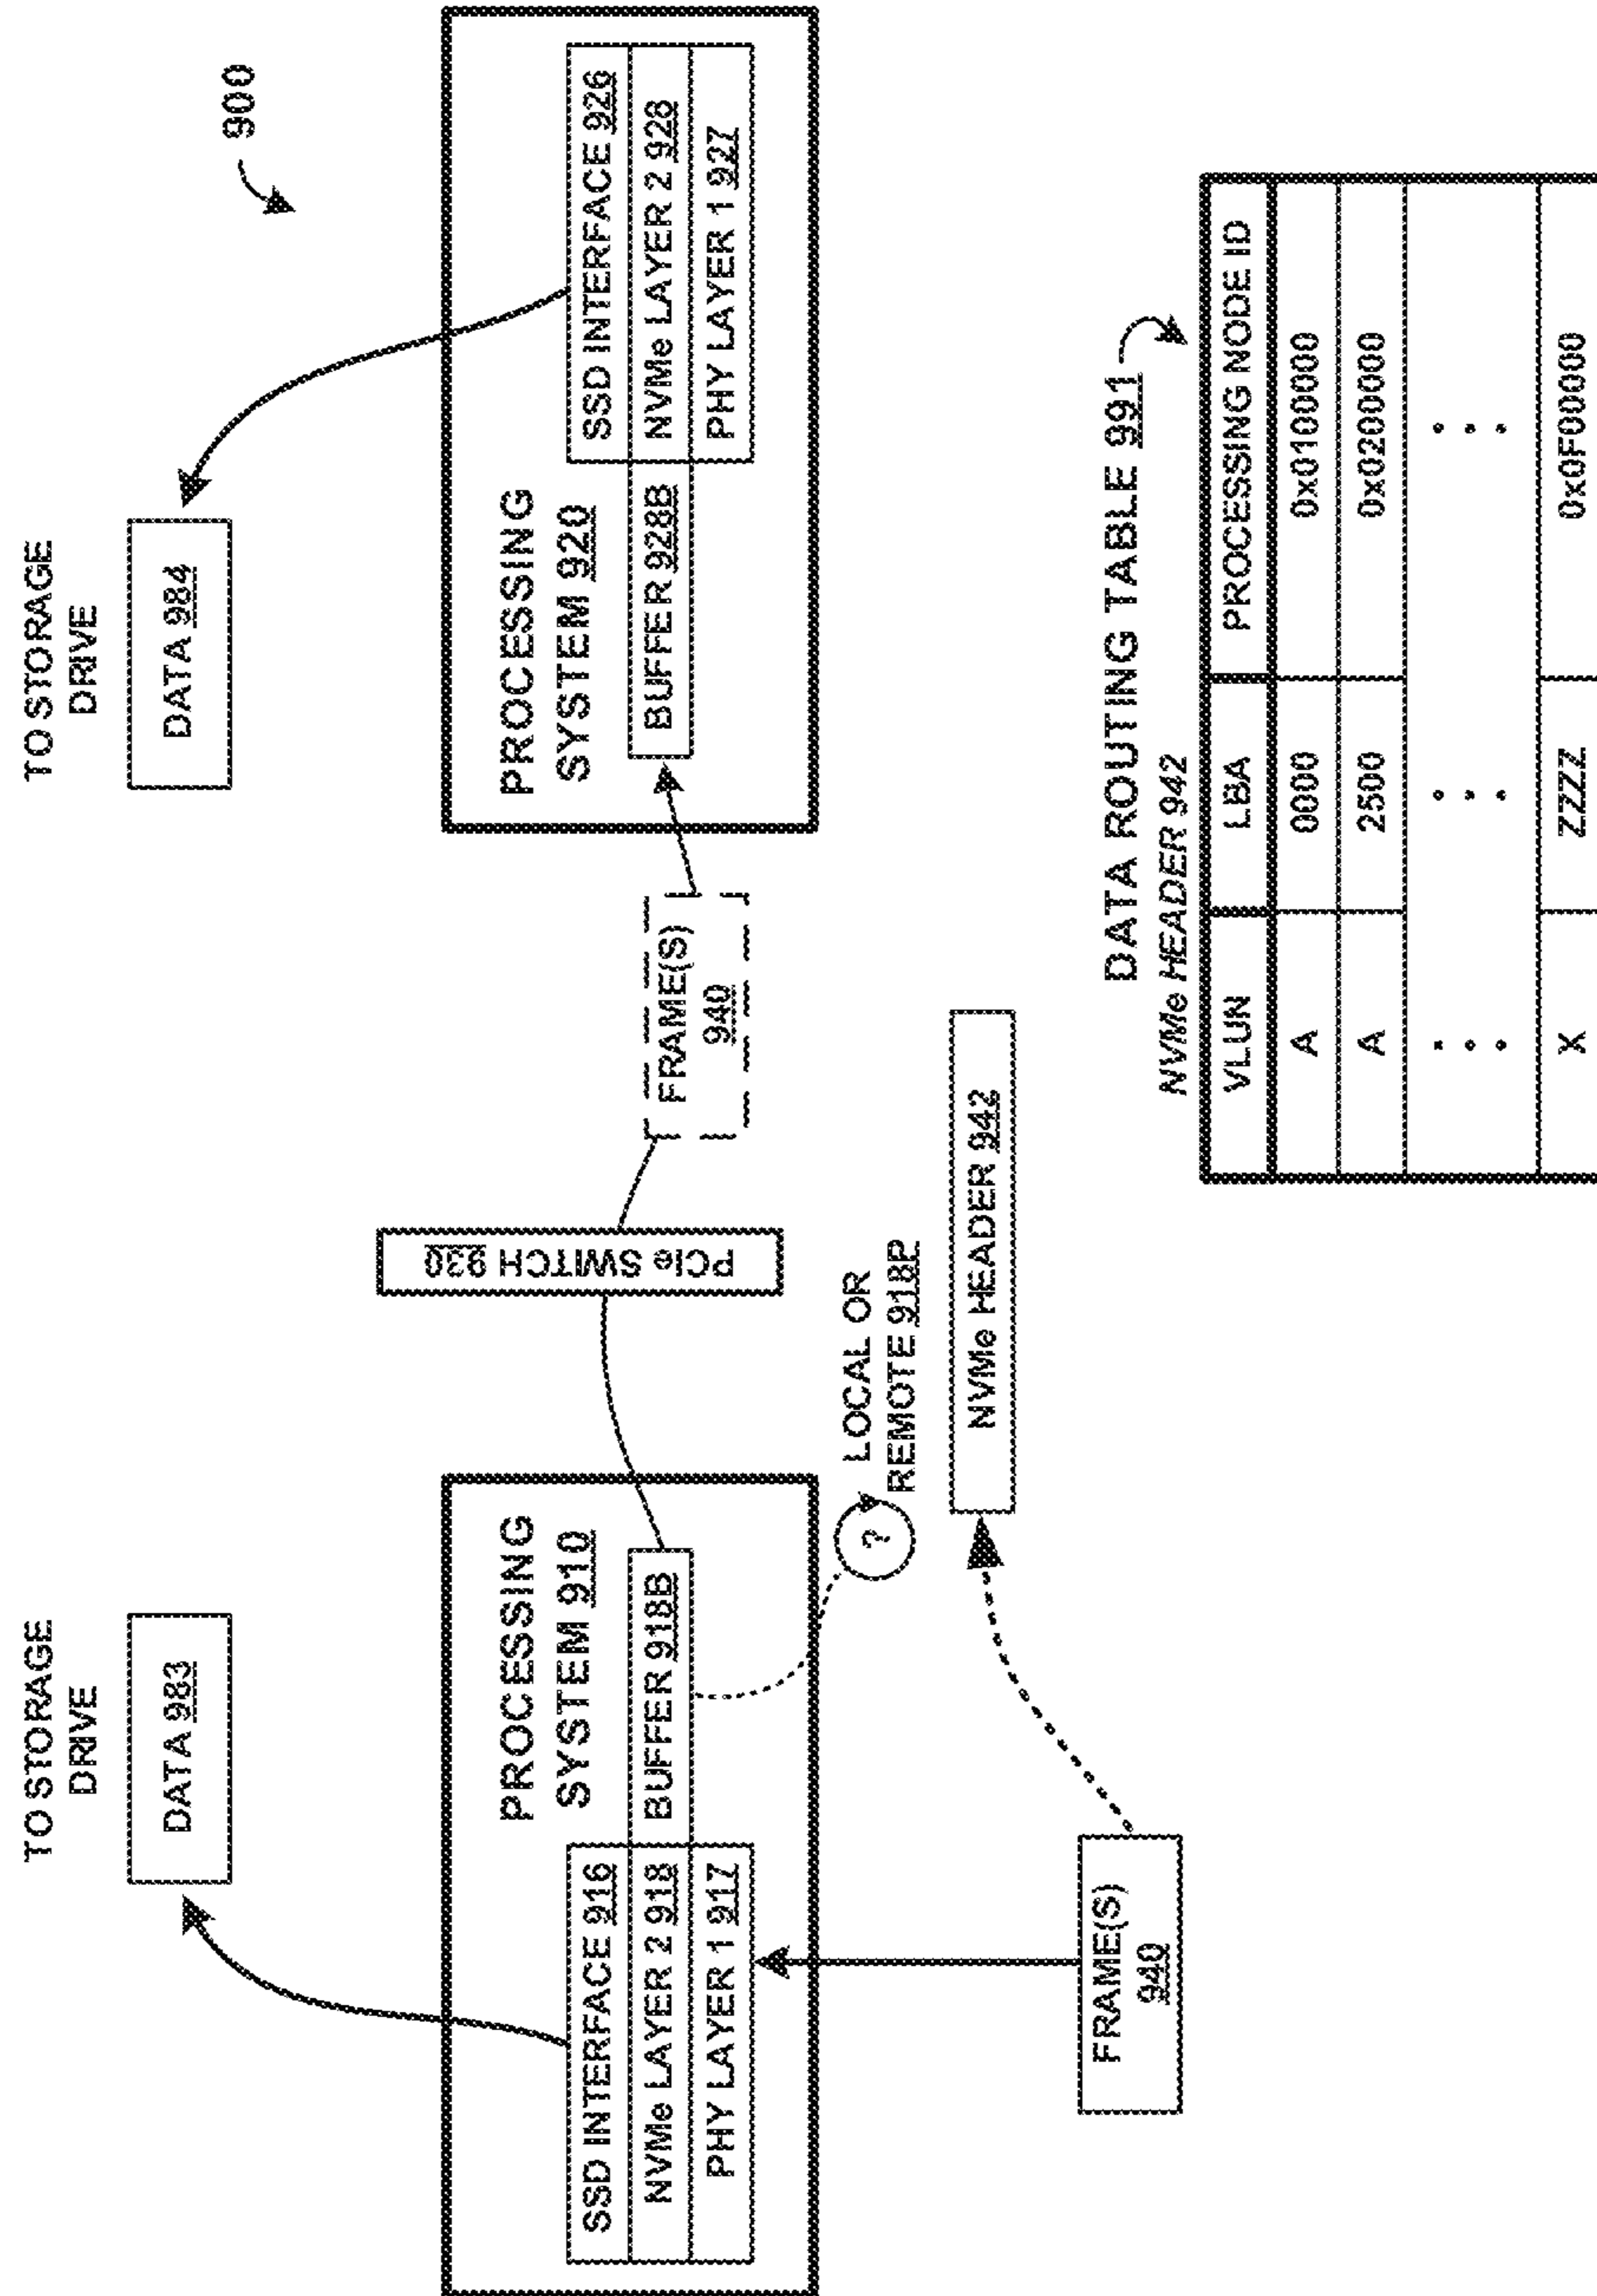 900
TO STORAGE
DRIVE
DATA 983
TO STORAGE
DRIVE
DATA 984
PROCESSING
SYSTEM 910
SSD INTERFACE 916
NVMe LAYER 2 918
BUFFER 918B
PHY LAYER 1 917
PCIe SWITCH 930
FRAME(S)
940
PROCESSING
SYSTEM 920
BUFFER 928B
SSD INTERFACE 926
NVMe LAYER 2 928
PHY LAYER 1 927
?
LOCAL OR
REMOTE 918P
NVMe HEADER 942
FRAME(S)
940
DATA ROUTING TABLE 991
NVMe HEADER 942
VLUN LBA PROCESSING NODE ID
A 0000 0x0100000
A 2500 0x0200000
. . .
. . .
. . .
X ZZZZ 0x0F00000